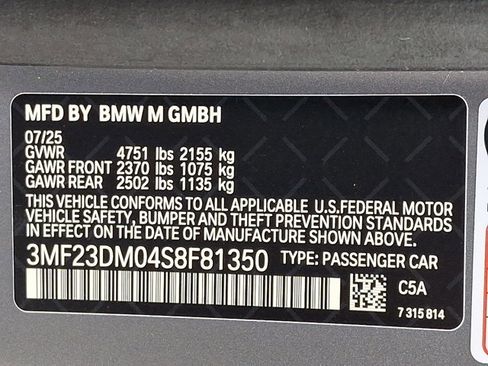 MFD BY BMW M GMBH
07/25
GVWR 4751 lbs 2155 kg
GAWR FRONT 2370 lbs 1075 kg
GAWR REAR 2502 lbs 1135 kg
THIS VEHICLE CONFORMS TO ALL APPLICABLE U.S.FEDERAL MOTOR
VEHICLE SAFETY, BUMPER AND THEFT PREVENTION STANDARDS
IN EFFECT ON THE DATE OF MANUFACTURE SHOWN ABOVE.
3MF23DM04S8F81350 TYPE: PASSENGER CAR
C5A
7 315 814